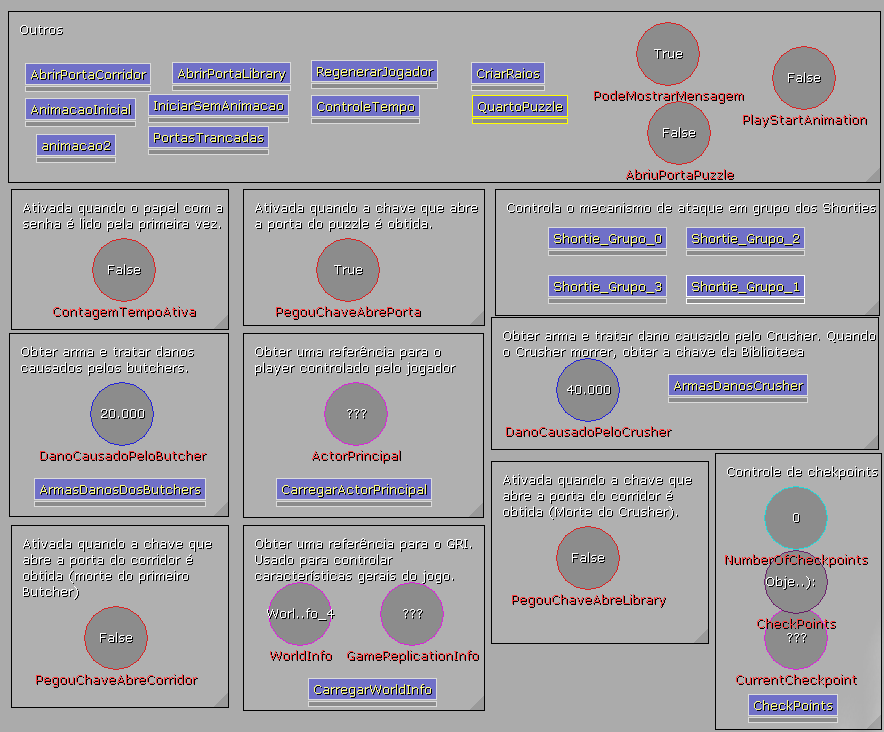 Outros
AbrirPortaCorridor
AbrirPortaLibrary
RegenerarJogador
CriarRaios
True
PodeMostrarMensagem
False
PlayStartAnimation
AnimacaoInicial
IniciarSemAnimacao
ControleTempo
QuartoPuzzle
animacao2
PortasTrancadas
False
AbriuPortaPuzzle
Ativada quando o papel com a
senha é lido pela primeira vez.
False
ContagemTempoAtiva
Ativada quando a chave que abre
a porta do puzzle é obtida.
True
PegouChaveAbrePorta
Controla o mecanismo de ataque em grupo dos Shorties
Shortie_Grupo_0
Shortie_Grupo_2
Shortie_Grupo_3
Shortie_Grupo_1
Obter arma e tratar danos
causados pelos butchers.
20.000
DanoCausadoPeloButcher
ArmasDanosDosButchers
Obter uma referência para o
player controlado pelo jogador
???
ActorPrincipal
CarregarActorPrincipal
Obter arma e tratar dano causado pelo Crusher. Quando
o Crusher morrer, obter a chave da Biblioteca
40.000
DanoCausadoPeloCrusher
ArmasDanosCrusher
Ativada quando a chave que
abre a porta do corridor é
obtida (morte do primeiro
Butcher)
False
PegouChaveAbreCorridor
Obter uma referência para o GRI.
Usado para controlar
características gerais do jogo.
Worl..fo_4
WorldInfo
???
GameReplicationInfo
CarregarWorldInfo
Ativada quando a chave que
abre a porta do corridor é
obtida (Morte do Crusher).
False
PegouChaveAbreLibrary
Controle de chekpoints
0
NumberOfCheckpoints
Obje..):
CheckPoints
???
CurrentCheckpoint
CheckPoints